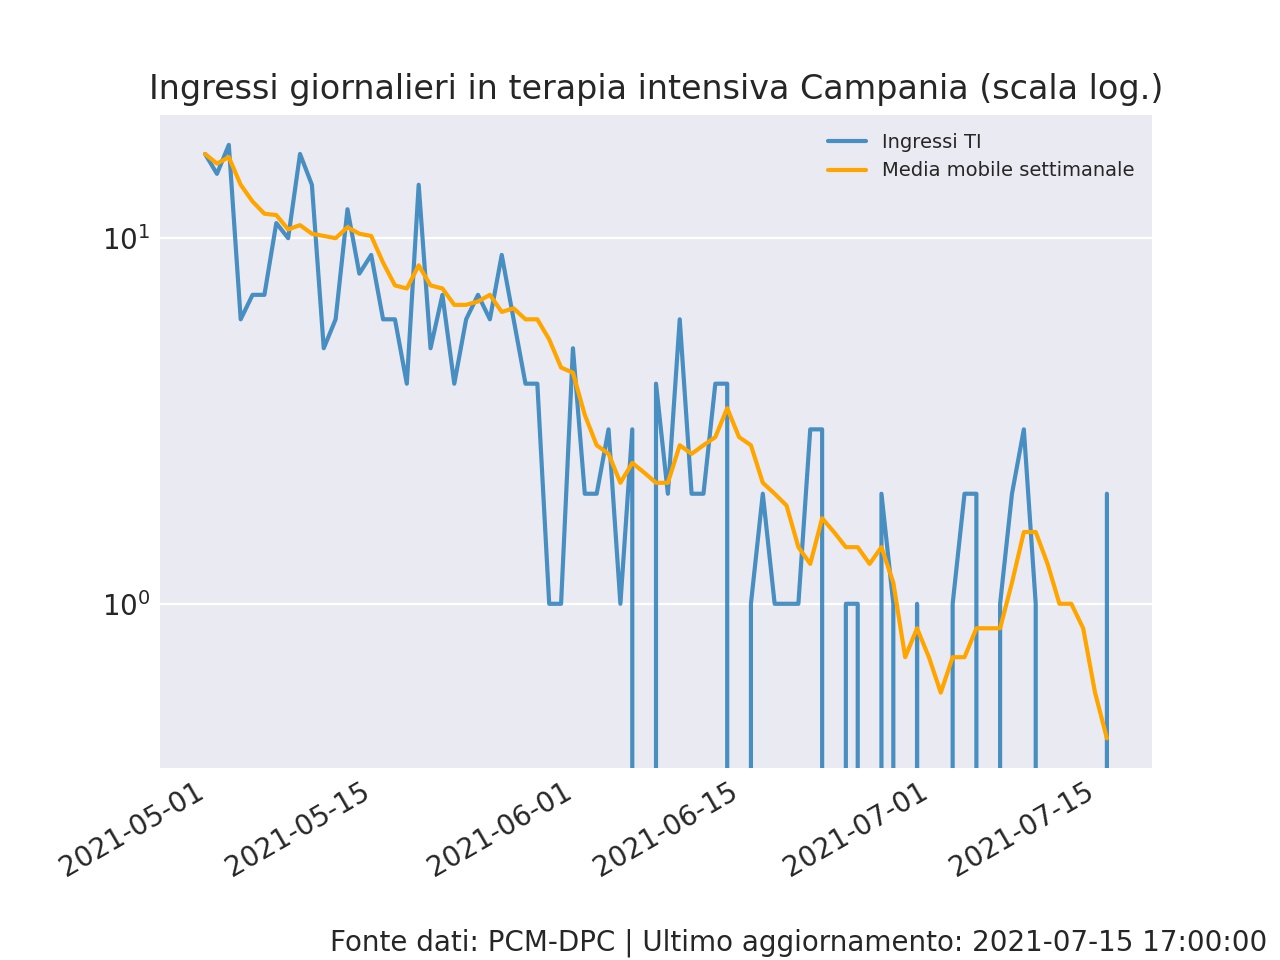 Ingressi giornalieri in terapia intensiva Campania (scala log.)
Ingressi TI
Media mobile settimanale
10¹
10⁰
2021-05-01
2021-05-15
2021-06-01
2021-06-15
2021-07-01
2021-07-15
Fonte dati: PCM-DPC | Ultimo aggiornamento: 2021-07-15 17:00:00